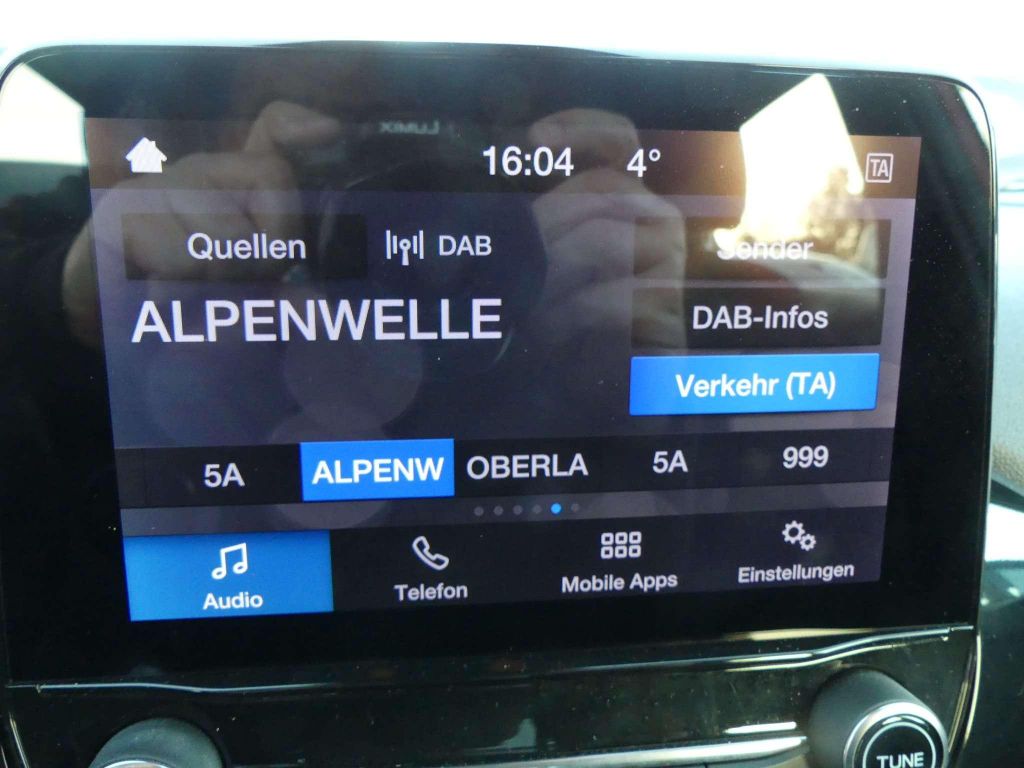 LUMIX
16:04 4° TA
Quellen DAB Sender
ALPENWELLE
DAB-Infos
Verkehr (TA)
5A ALPENW OBERLA 5A 999
Audio Telefon Mobile Apps Einstellungen
TUNE